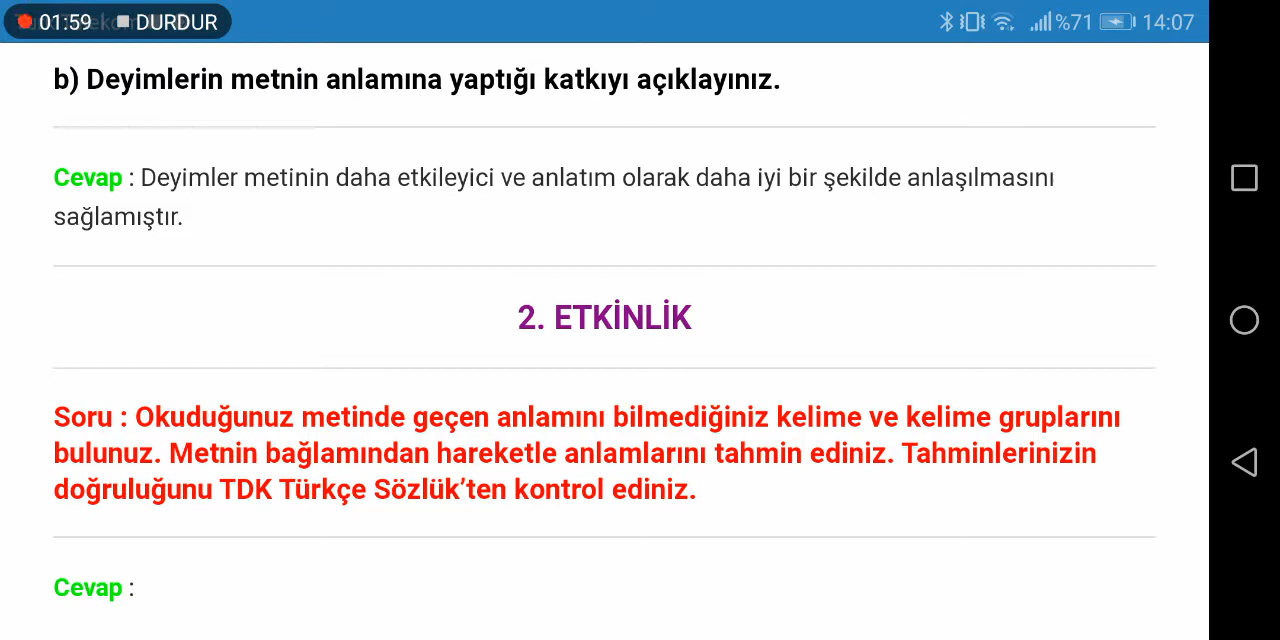 01:59 DURDUR %71 14:07
b) Deyimlerin metnin anlamına yaptığı katkıyı açıklayınız.
Cevap : Deyimler metinin daha etkileyici ve anlatım olarak daha iyi bir şekilde anlaşılmasını
sağlamıştır.
2. ETKİNLİK
Soru : Okuduğunuz metinde geçen anlamını bilmediğiniz kelime ve kelime gruplarını
bulunuz. Metnin bağlamından hareketle anlamlarını tahmin ediniz. Tahminlerinizin
doğruluğunu TDK Türkçe Sözlük’ten kontrol ediniz.
Cevap :